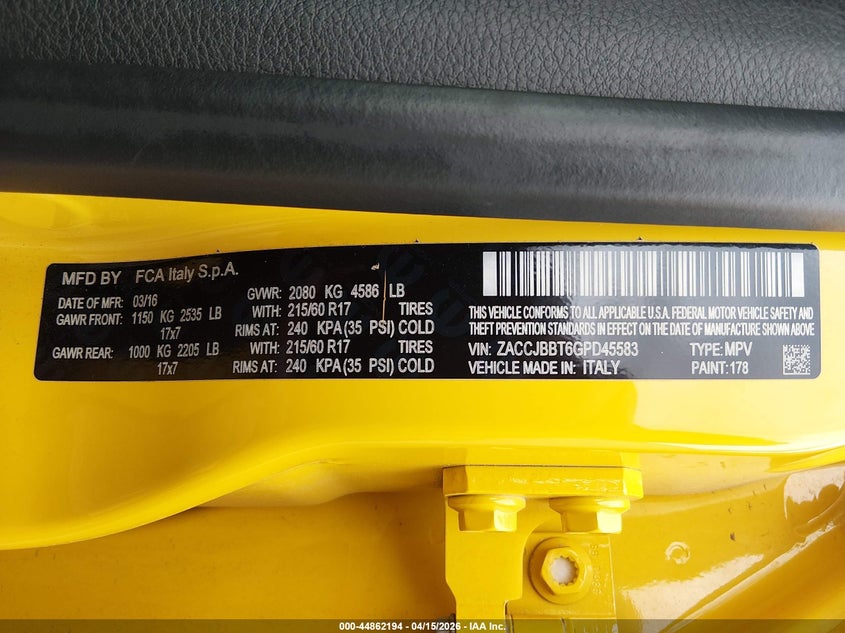 MFD BY FCA Italy S.p.A.
DATE OF MFR: 03/16 GVWR: 2080 KG 4586 LB
GAWR FRONT: 1150 KG 2535 LB WITH: 215/60 R17 TIRES
17x7 RIMS AT: 240 KPA (35 PSI) COLD
GAWR REAR: 1000 KG 2205 LB WITH: 215/60 R17 TIRES
17x7 RIMS AT: 240 KPA (35 PSI) COLD
THIS VEHICLE CONFORMS TO ALL APPLICABLE U.S.A. FEDERAL MOTOR VEHICLE SAFETY AND
THEFT PREVENTION STANDARDS IN EFFECT ON THE DATE OF MANUFACTURE SHOWN ABOVE
VIN: ZACCJBBT6GPD45583 TYPE: MPV
VEHICLE MADE IN: ITALY PAINT: 178
000-44862194 - 04/15/2026 - IAA Inc.